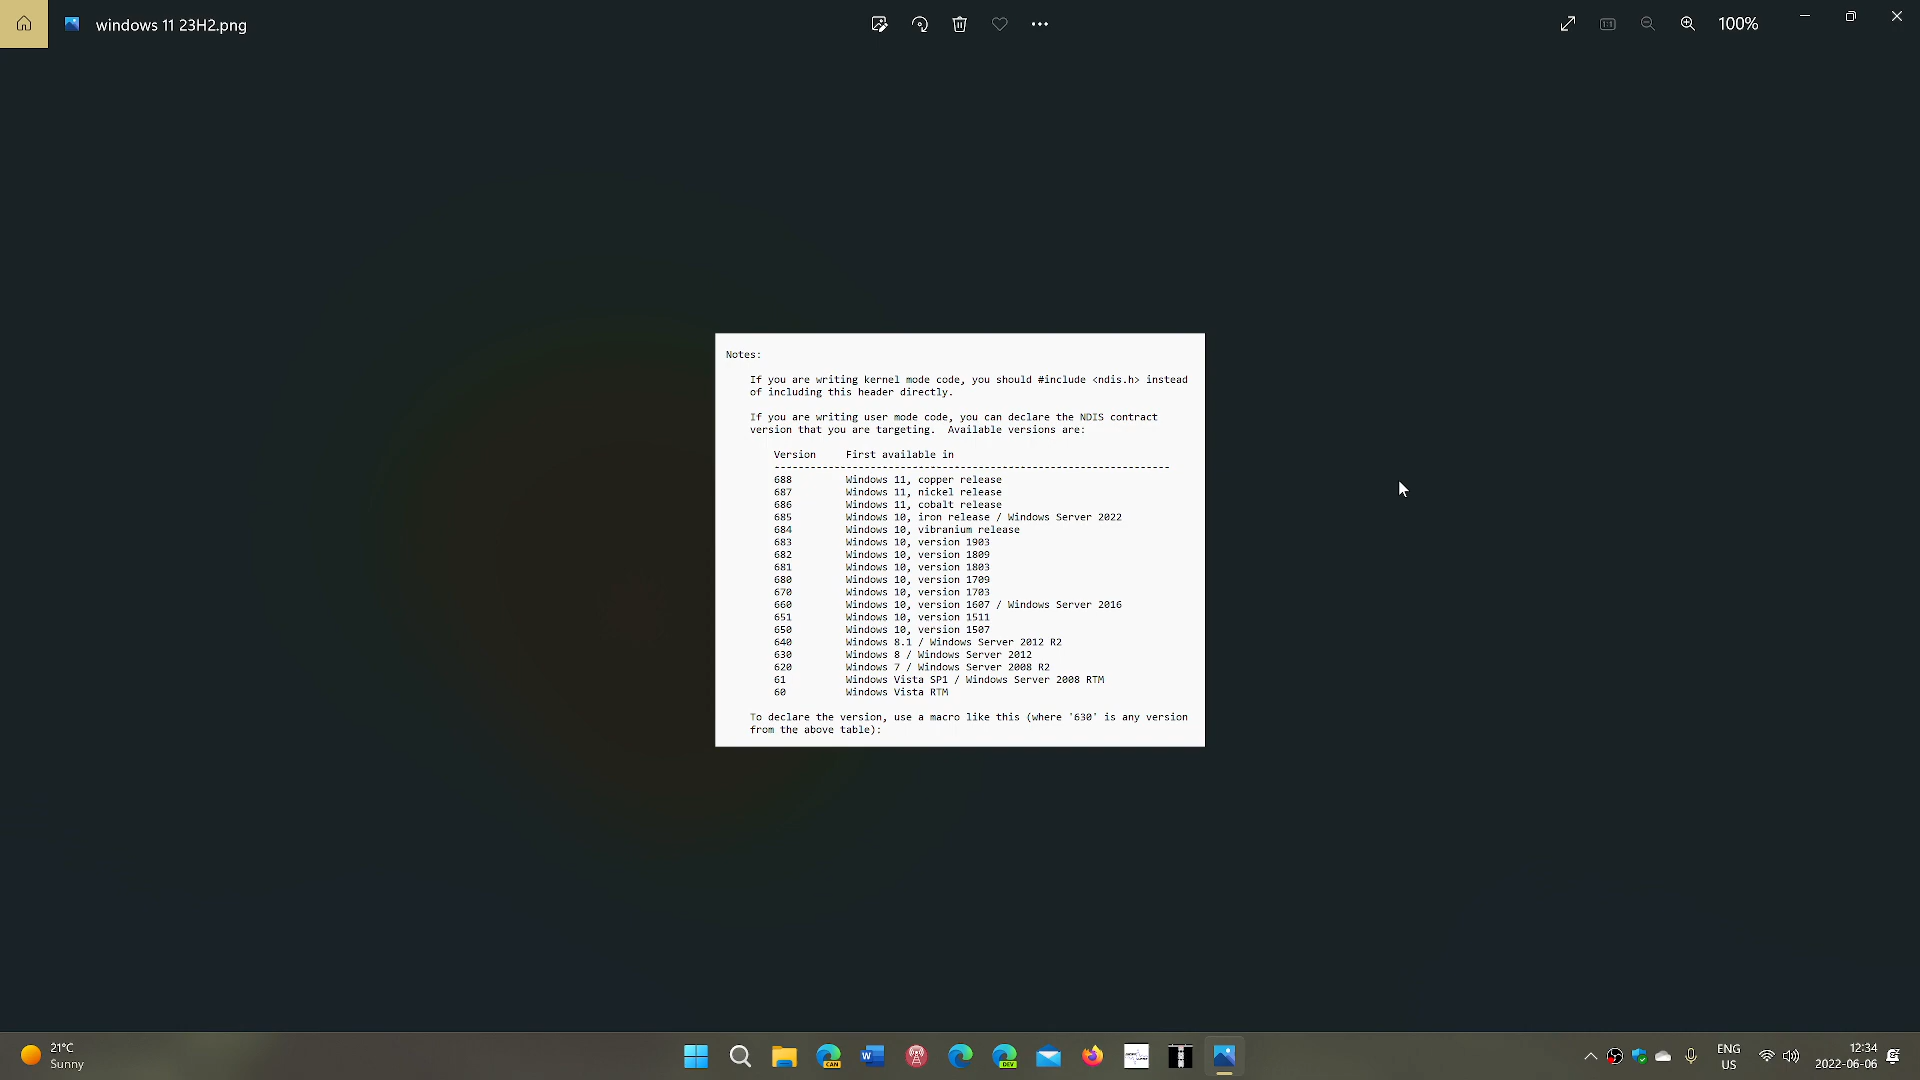 windows 11 23H2.png
100%
Notes:
If you are writing kernel mode code, you should #include <ndis.h> instead
of including this header directly.
If you are writing user mode code, you can declare the NDIS contract
version that you are targeting.  Available versions are:
Version First available in
------------------------------------------------------------------
688 Windows 11, copper release
687 Windows 11, nickel release
686 Windows 11, cobalt release
685 Windows 10, iron release / Windows Server 2022
684 Windows 10, vibranium release
683 Windows 10, version 1903
682 Windows 10, version 1809
681 Windows 10, version 1803
680 Windows 10, version 1709
670 Windows 10, version 1703
660 Windows 10, version 1607 / Windows Server 2016
651 Windows 10, version 1511
650 Windows 10, version 1507
640 Windows 8.1 / Windows Server 2012 R2
630 Windows 8 / Windows Server 2012
620 Windows 7 / Windows Server 2008 R2
61 Windows Vista SP1 / Windows Server 2008 RTM
60 Windows Vista RTM
To declare the version, use a macro like this (where '630' is any version
from the above table):
21°C
Sunny
CAN
W
DEV
ENG
US
12:34
2022-06-06